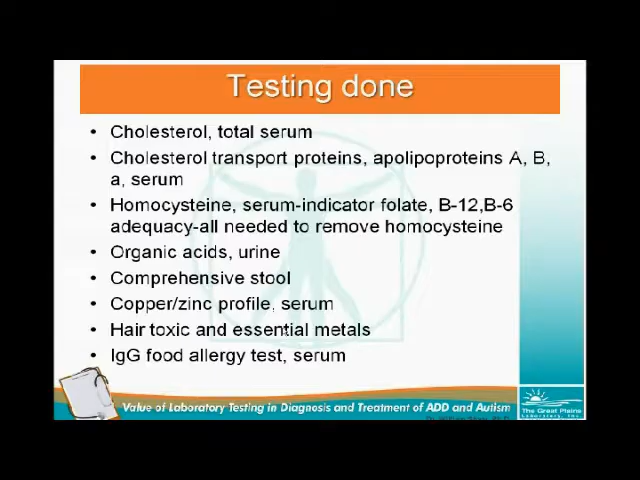 Testing done
• Cholesterol, total serum
• Cholesterol transport proteins, apolipoproteins A, B,
a, serum
• Homocysteine, serum-indicator folate, B-12,B-6
adequacy-all needed to remove homocysteine
• Organic acids, urine
• Comprehensive stool
• Copper/zinc profile, serum
• Hair toxic and essential metals
• IgG food allergy test, serum
Value of Laboratory Testing in Diagnosis and Treatment of ADD and Autism
The Great Plains
Laboratory, Inc.